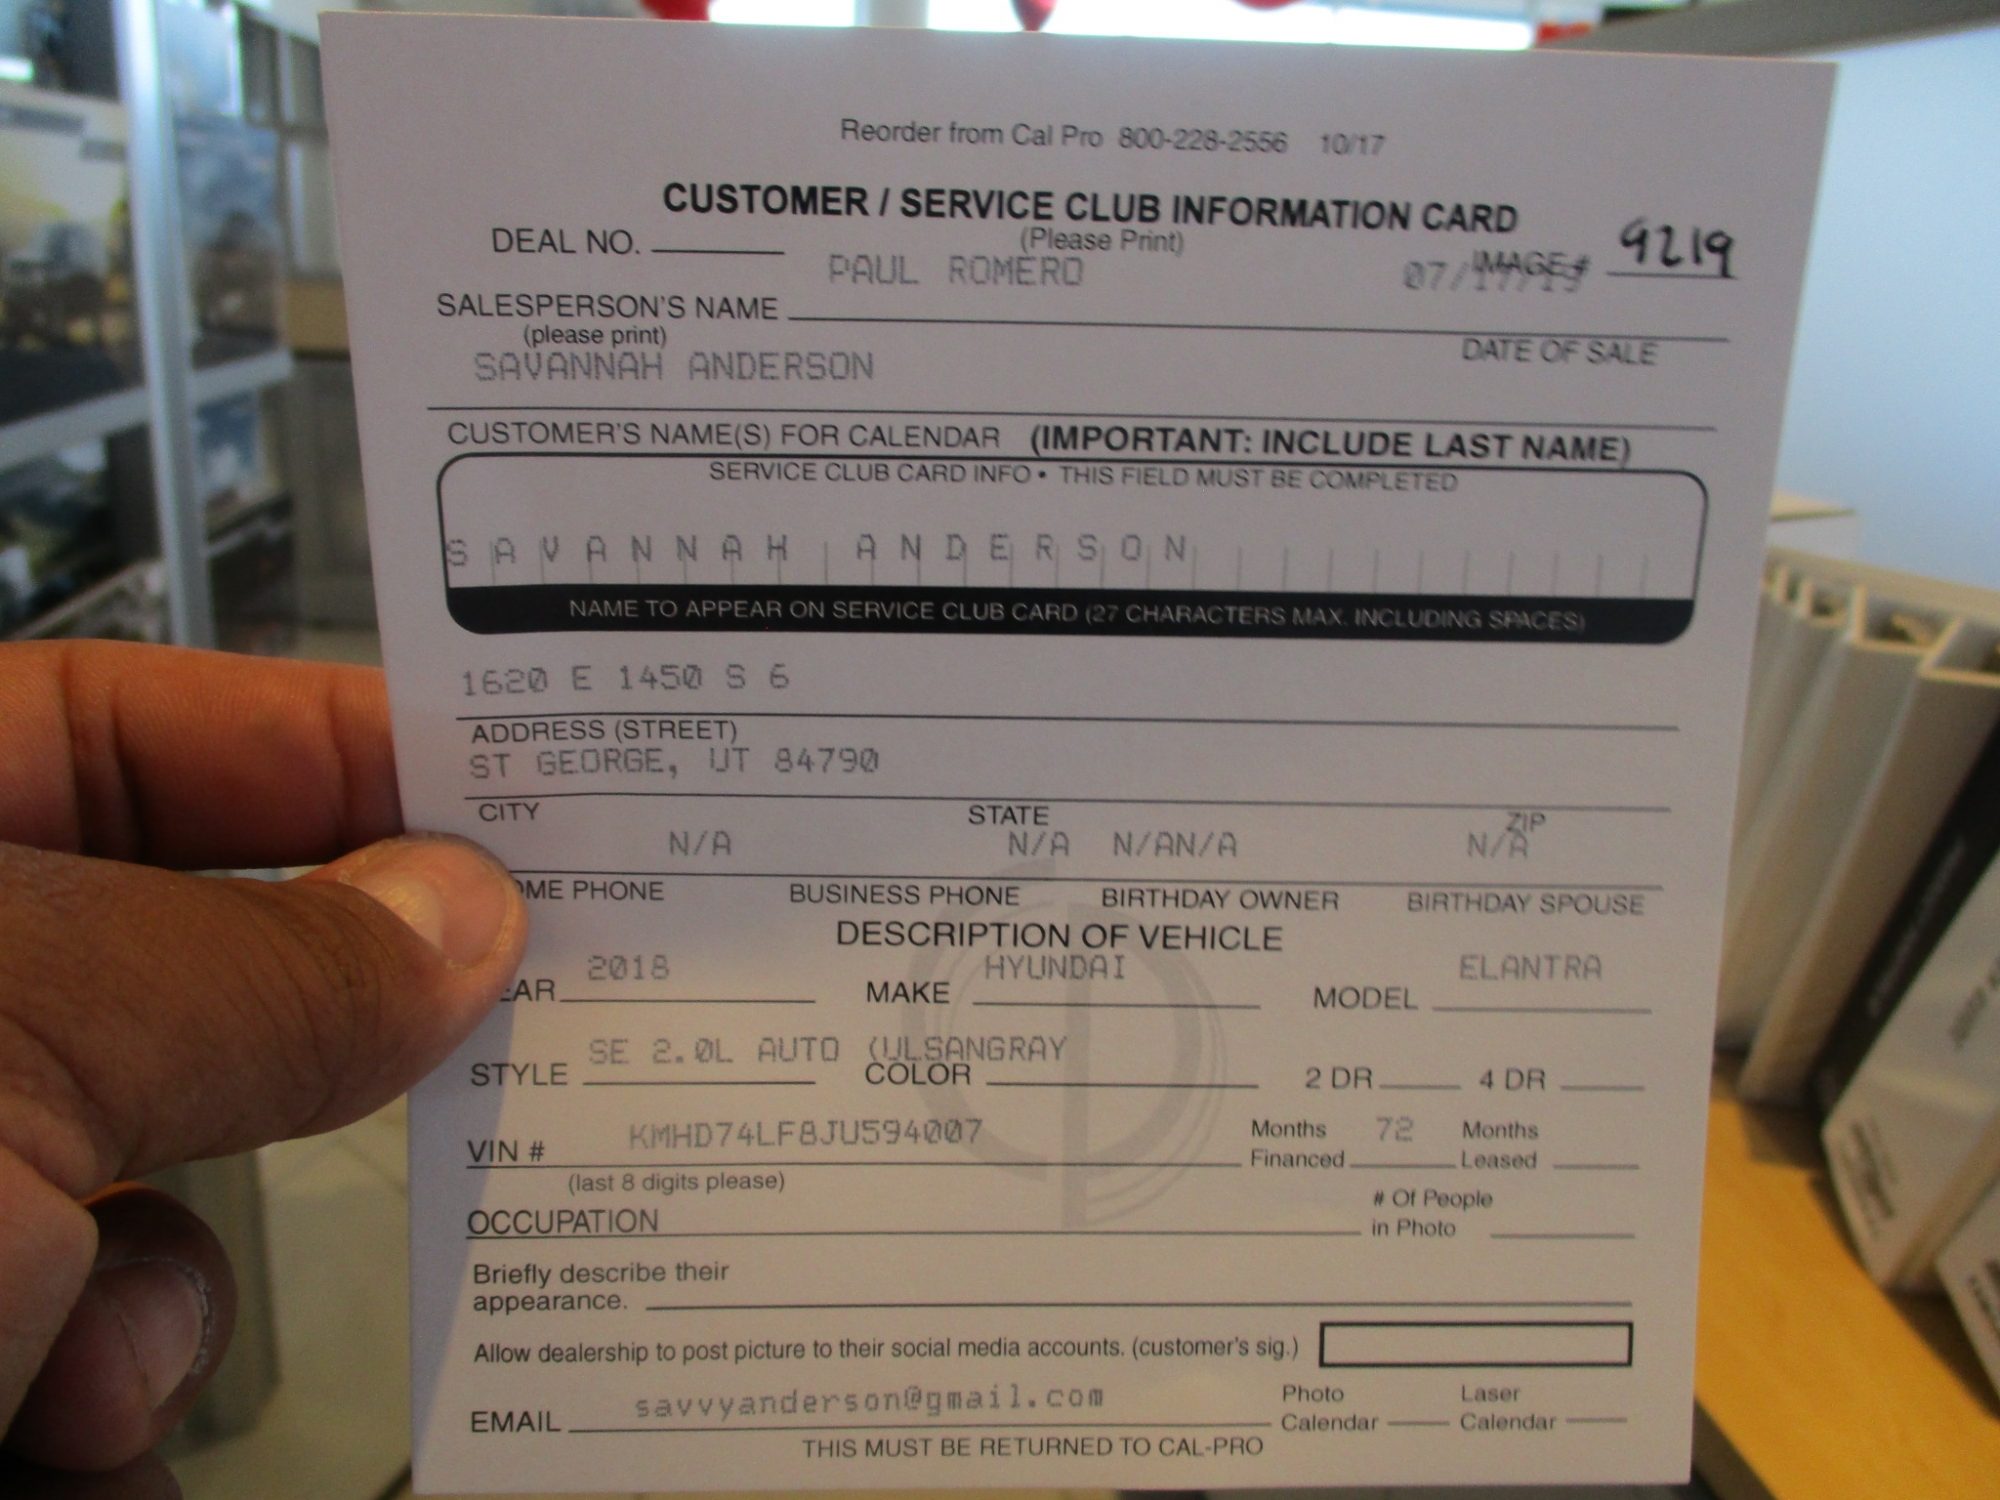 Reorder from Cal Pro 800-228-2556 10/17
CUSTOMER / SERVICE CLUB INFORMATION CARD
(Please Print)
DEAL NO. IMAGE# 9219
PAUL ROMERO 07/17/19
SALESPERSON'S NAME
(please print) DATE OF SALE
SAVANNAH ANDERSON
CUSTOMER'S NAME(S) FOR CALENDAR (IMPORTANT: INCLUDE LAST NAME)
SERVICE CLUB CARD INFO • THIS FIELD MUST BE COMPLETED
SAVANNAH ANDERSON
NAME TO APPEAR ON SERVICE CLUB CARD (27 CHARACTERS MAX. INCLUDING SPACES)
1620 E 1450 S 6
ADDRESS (STREET)
ST GEORGE, UT 84790
CITY STATE ZIP
N/A N/A N/AN/A N/A
OME PHONE BUSINESS PHONE BIRTHDAY OWNER BIRTHDAY SPOUSE
DESCRIPTION OF VEHICLE
2018 HYUNDAI ELANTRA
EAR MAKE MODEL
SE 2.0L AUTO (ULSANGRAY
STYLE COLOR 2 DR 4 DR
VIN # KMHD74LF8JU594007 Months Financed 72 Months Leased
(last 8 digits please)
OCCUPATION # Of People in Photo
Briefly describe their
appearance.
Allow dealership to post picture to their social media accounts. (customer's sig.)
EMAIL savvyanderson@gmail.com Photo Calendar Laser Calendar
THIS MUST BE RETURNED TO CAL-PRO